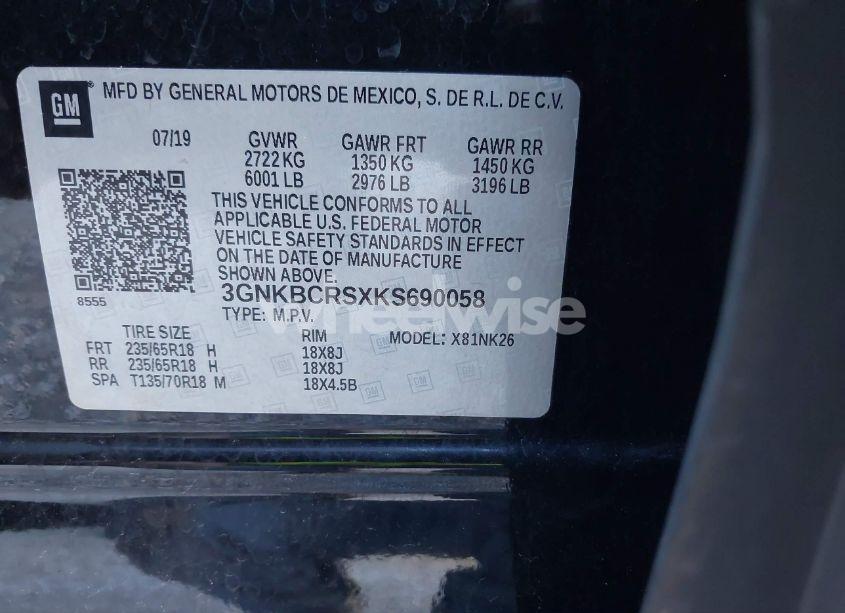 GM ® MFD BY GENERAL MOTORS DE MEXICO, S. DE R.L. DE C.V.
07/19 GVWR GAWR FRT GAWR RR
2722 KG 1350 KG 1450 KG
6001 LB 2976 LB 3196 LB
THIS VEHICLE CONFORMS TO ALL
APPLICABLE U.S. FEDERAL MOTOR
VEHICLE SAFETY STANDARDS IN EFFECT
ON THE DATE OF MANUFACTURE
SHOWN ABOVE.
8555
3GNKBCRSXKS690058
TYPE: M.P.V.
wheelwise
TIRE SIZE RIM MODEL: X81NK26
FRT 235/65R18 H 18X8J
RR 235/65R18 H 18X8J
SPA T135/70R18 M 18X4.5B